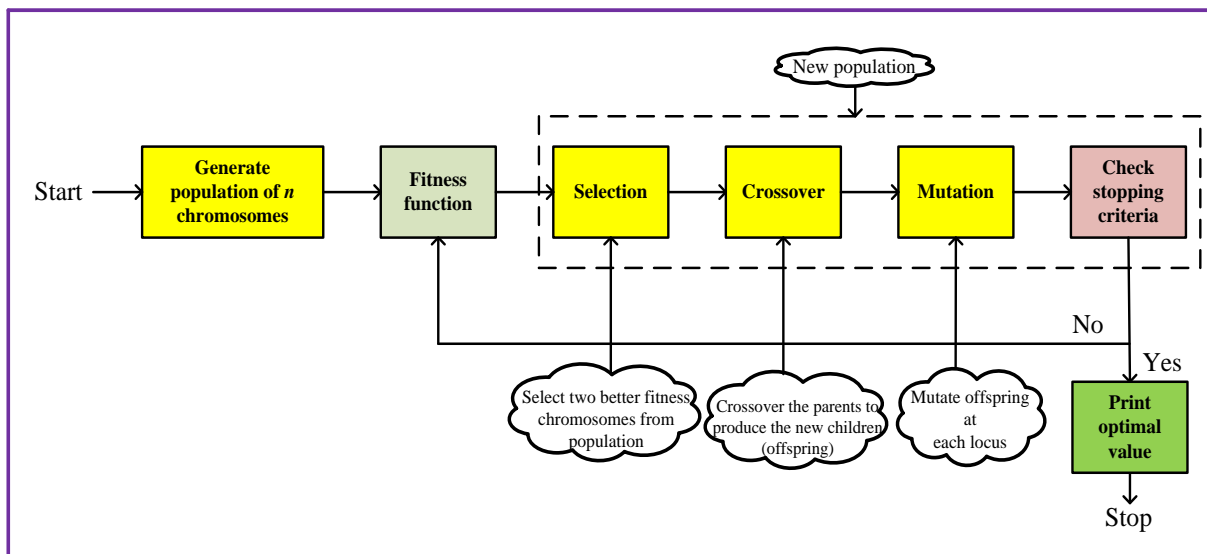 New population
Start
Generate
population of n
chromosomes
Fitness
function
Selection
Crossover
Mutation
Check
stopping
criteria
No
Yes
Select two better fitness
chromosomes from
population
Crossover the parents to
produce the new children
(offspring)
Mutate offspring
at
each locus
Print
optimal
value
Stop